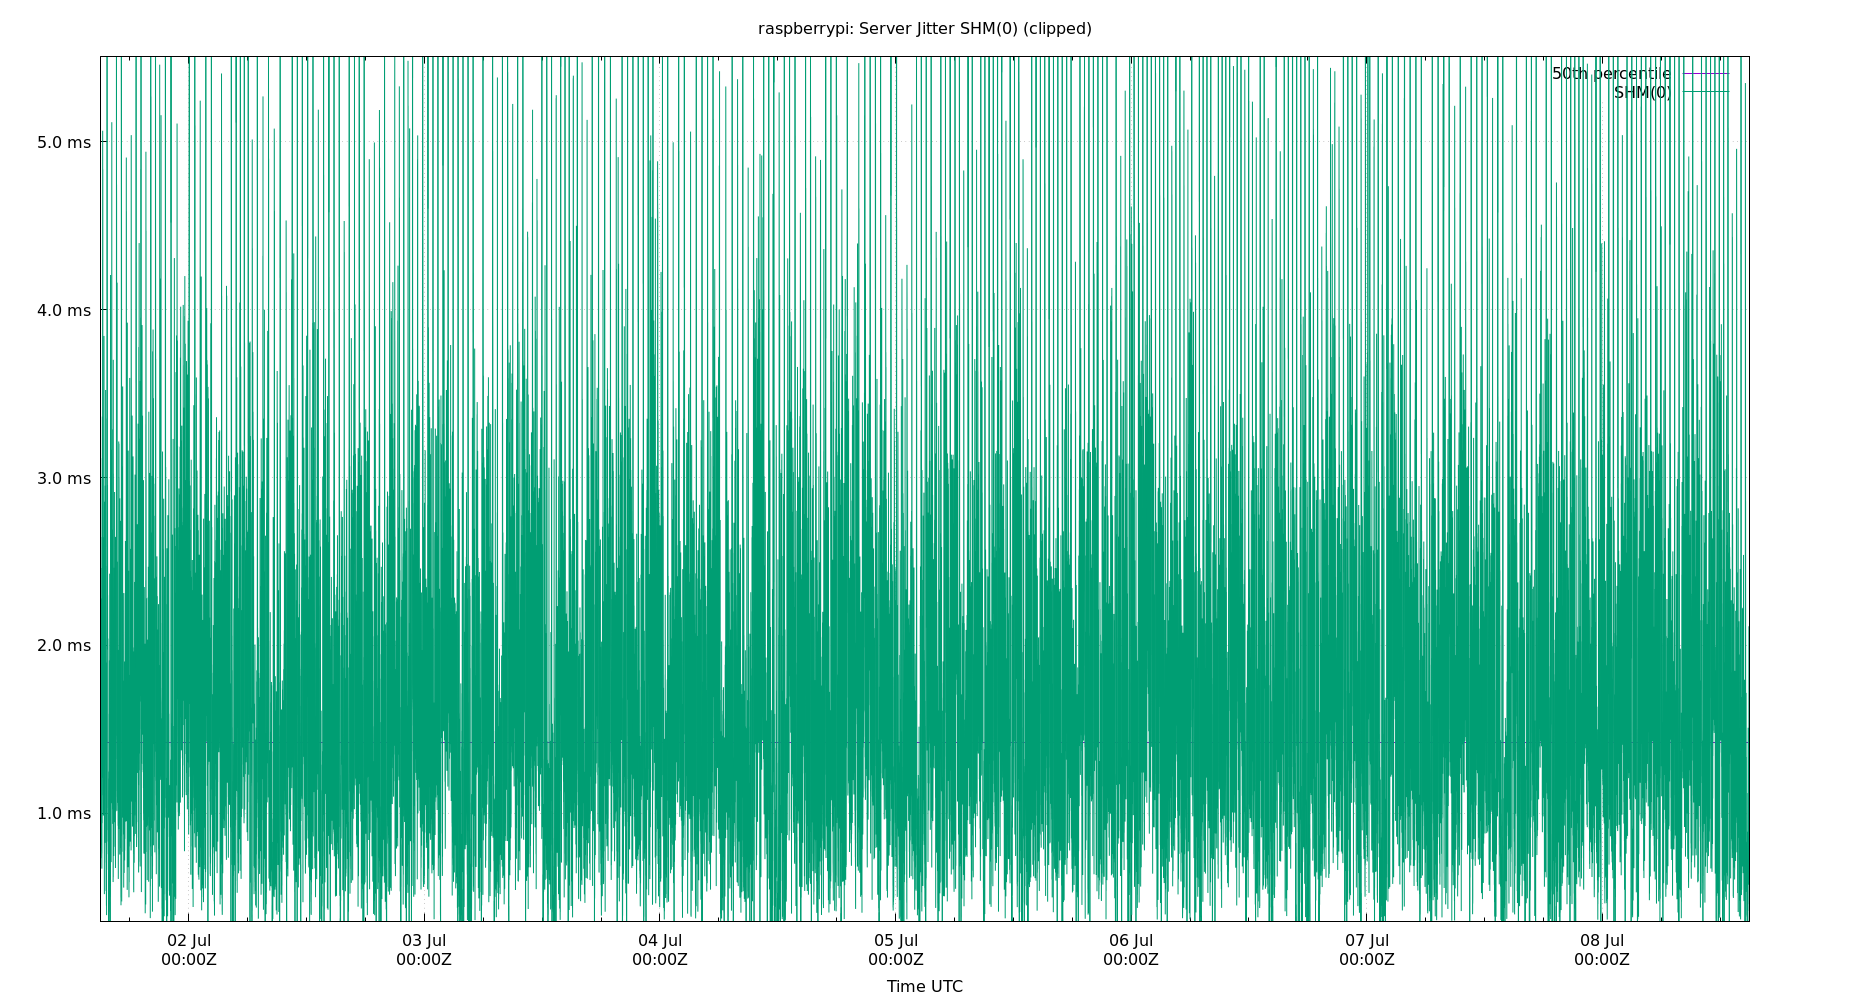 raspberrypi: Server Jitter SHM(0) (clipped)
50th percentile
SHM(0)
5.0 ms
4.0 ms
3.0 ms
2.0 ms
1.0 ms
02 Jul 03 Jul 04 Jul 05 Jul 06 Jul 07 Jul 08 Jul
00:00Z 00:00Z 00:00Z 00:00Z 00:00Z 00:00Z 00:00Z
Time UTC